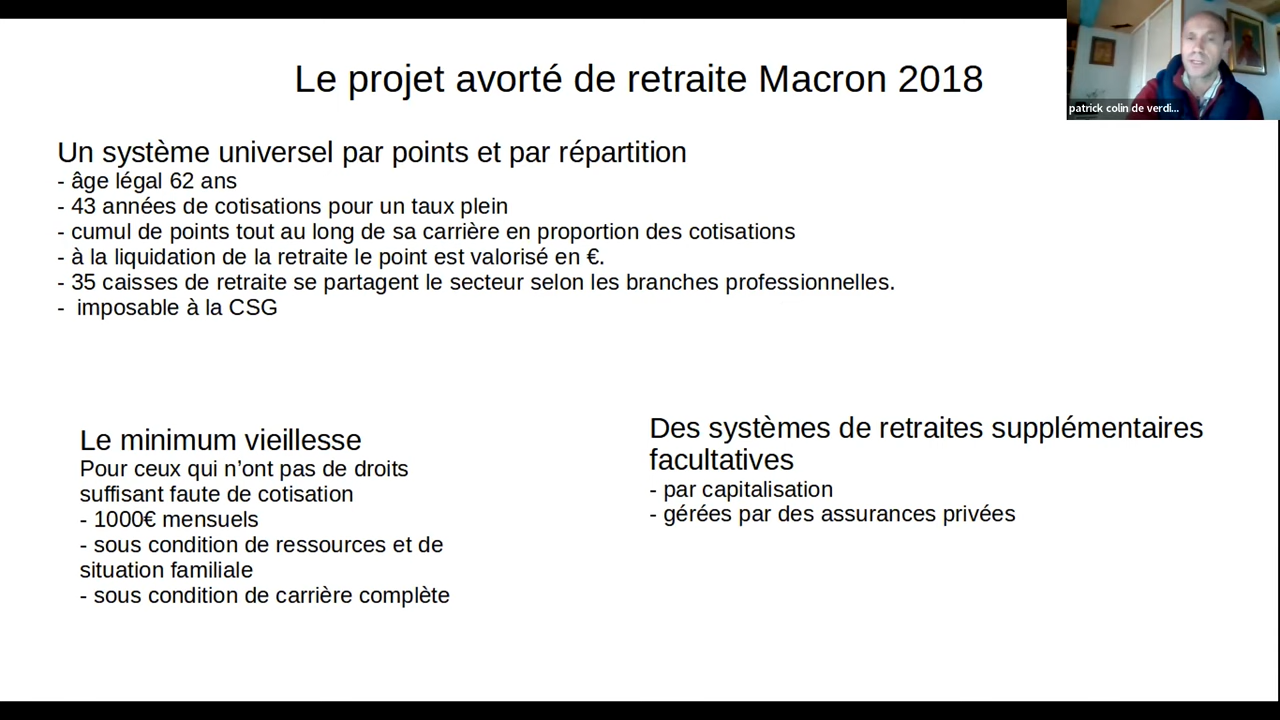 Le projet avorté de retraite Macron 2018
patrick colin de verdi...
Un système universel par points et par répartition
- âge légal 62 ans
- 43 années de cotisations pour un taux plein
- cumul de points tout au long de sa carrière en proportion des cotisations
- à la liquidation de la retraite le point est valorisé en €.
- 35 caisses de retraite se partagent le secteur selon les branches professionnelles.
- imposable à la CSG
Le minimum vieillesse
Pour ceux qui n'ont pas de droits
suffisant faute de cotisation
- 1000€ mensuels
- sous condition de ressources et de
situation familiale
- sous condition de carrière complète
Des systèmes de retraites supplémentaires
facultatives
- par capitalisation
- gérées par des assurances privées